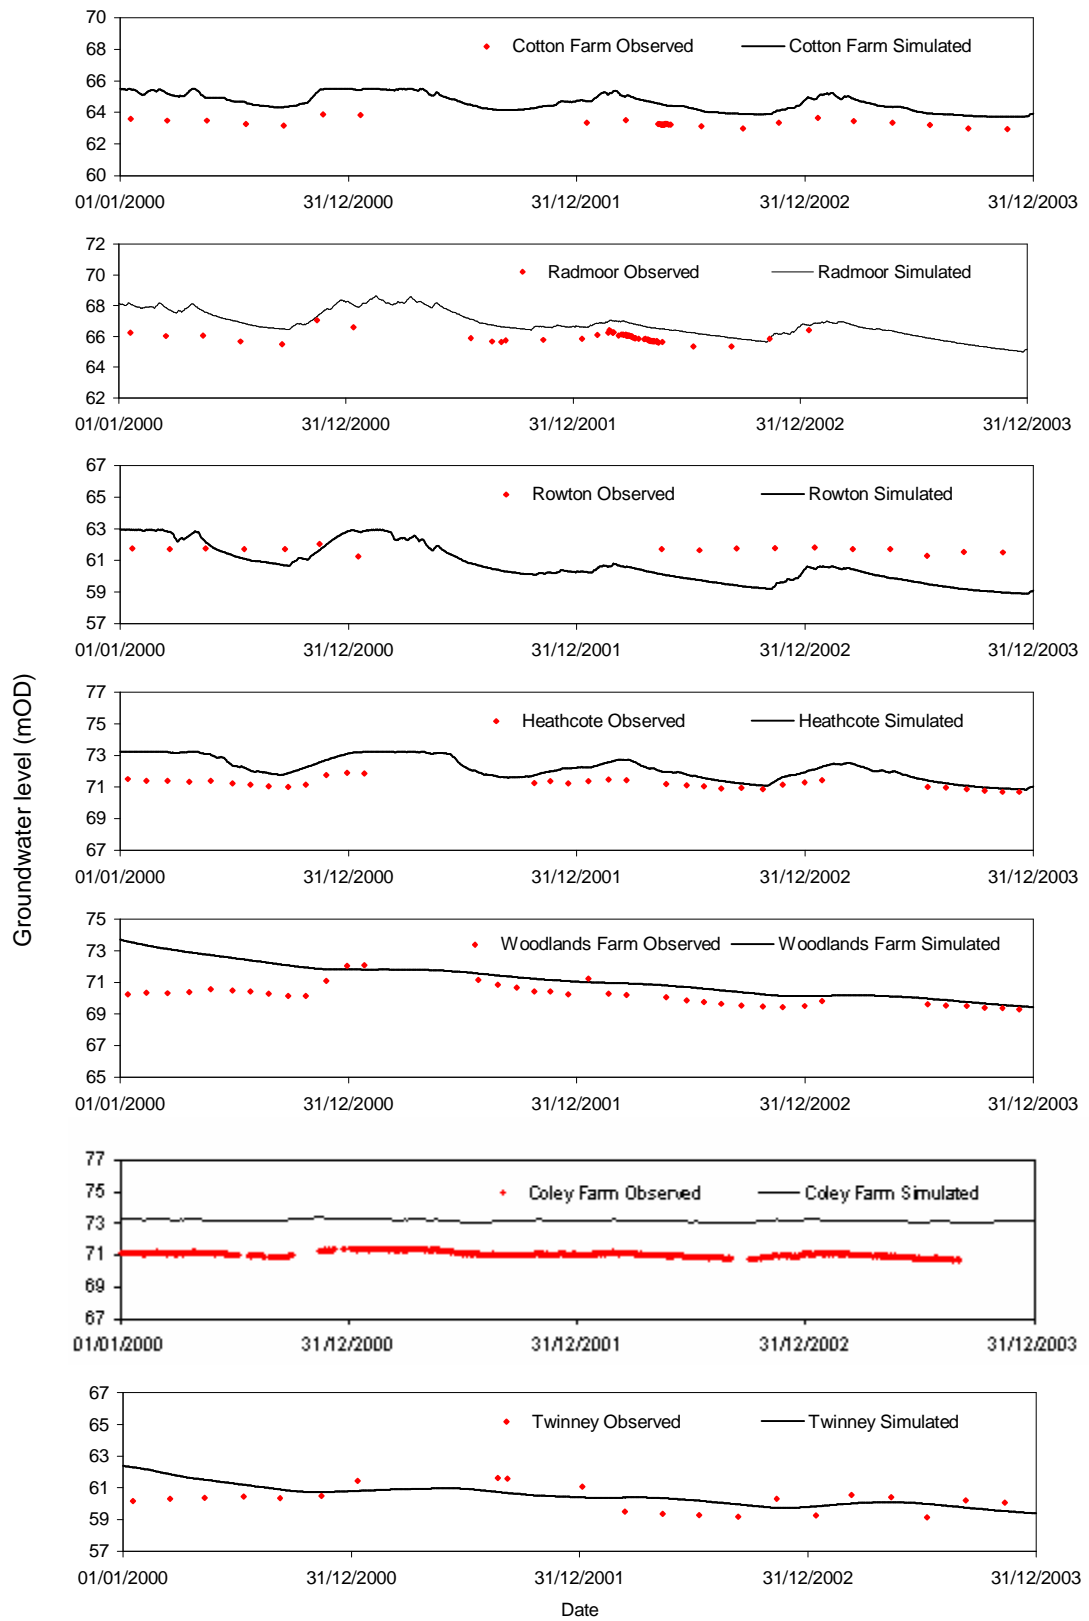 70
Cotton Farm Observed Cotton Farm Simulated
68
66
64
62
60
01/01/2000 31/12/2000 31/12/2001 31/12/2002 31/12/2003
72
Radmoor Observed Radmoor Simulated
70
68
66
64
62
01/01/2000 31/12/2000 31/12/2001 31/12/2002 31/12/2003
67
Rowton Observed Rowton Simulated
65
63
61
59
57
01/01/2000 31/12/2000 31/12/2001 31/12/2002 31/12/2003
Groundwater level (mOD)
77
Heathcote Observed Heathcote Simulated
75
73
71
69
67
01/01/2000 31/12/2000 31/12/2001 31/12/2002 31/12/2003
75
Woodlands Farm Observed Woodlands Farm Simulated
73
71
69
67
65
01/01/2000 31/12/2000 31/12/2001 31/12/2002 31/12/2003
77
Coley Farm Observed Coley Farm Simulated
75
73
71
69
67
01/01/2000 31/12/2000 31/12/2001 31/12/2002 31/12/2003
67
Twinney Observed Twinney Simulated
65
63
61
59
57
01/01/2000 31/12/2000 31/12/2001 31/12/2002 31/12/2003
Date